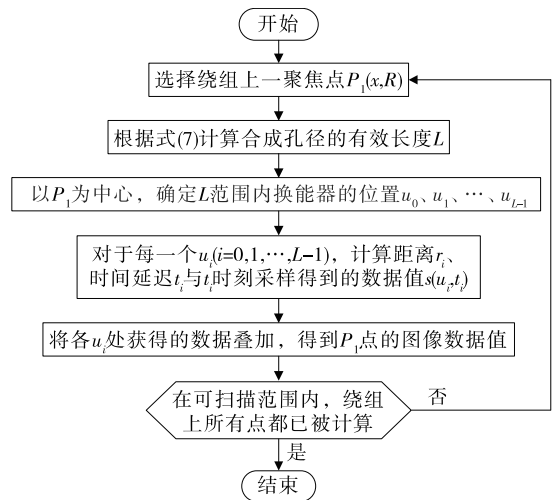 开始
选择绕组上一聚焦点P₁(x,R)
根据式(7)计算合成孔径的有效长度L
以P₁为中心，确定L范围内换能器的位置u₀、u₁、…、u_{L-1}
对于每一个uᵢ(i=0,1,…,L-1)，计算距离rᵢ、
时间延迟tᵢ与tᵢ时刻采样得到的数据值s(uᵢ,tᵢ)
将各uᵢ处获得的数据叠加，得到P₁点的图像数据值
在可扫描范围内，绕组
上所有点都已被计算
否
是
结束